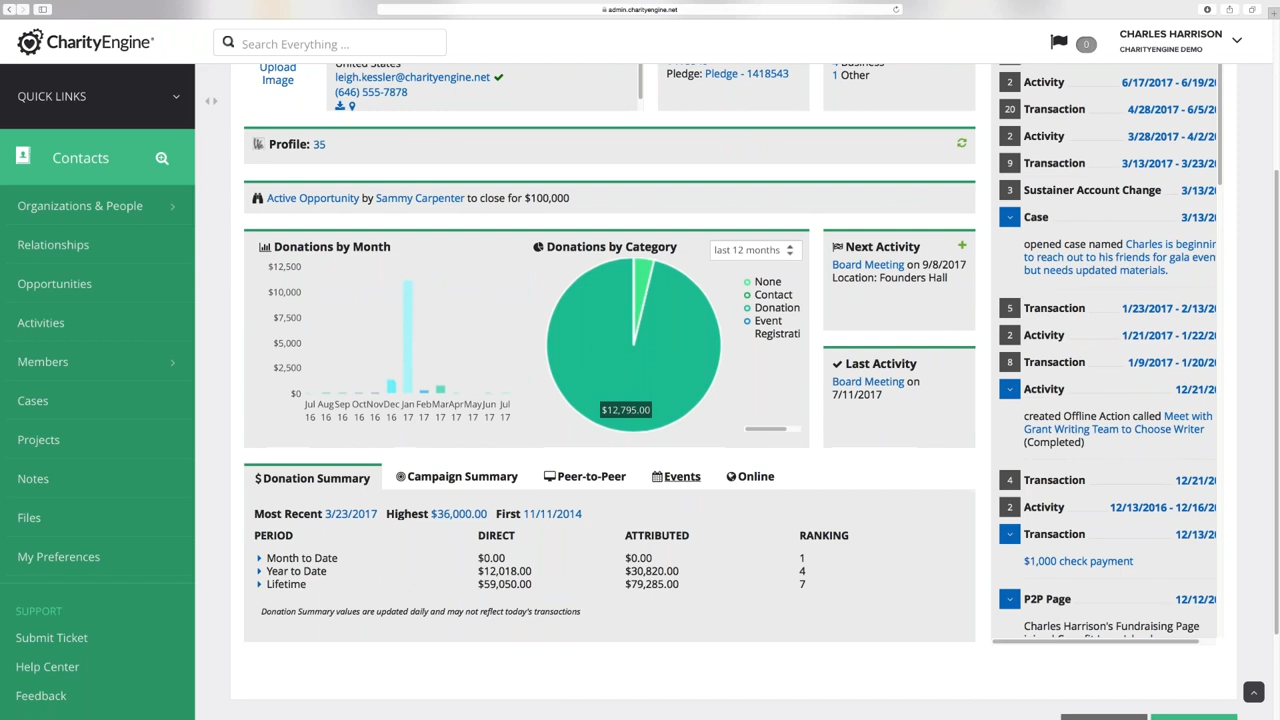 admin.charityengine.net
CharityEngine
Search Everything ...
0
CHARLES HARRISON
CHARITYENGINE DEMO
QUICK LINKS
Contacts
Organizations & People
Relationships
Opportunities
Activities
Members
Cases
Projects
Notes
Files
My Preferences
SUPPORT
Submit Ticket
Help Center
Feedback
Upload
Image
United States
leigh.kessler@charityengine.net
(646) 555-7878
Pledge: Pledge - 1418543
1 Other
Profile: 35
Active Opportunity by Sammy Carpenter to close for $100,000
Donations by Month
$12,500
$10,000
$7,500
$5,000
$2,500
$0
Jul Aug Sep Oct Nov Dec Jan Feb Mar Apr May Jun Jul
16 16 16 16 16 16 17 17 17 17 17 17 17
Donations by Category
last 12 months
$12,795.00
None
Contact
Donation
Event
Registrati
Next Activity
Board Meeting on 9/8/2017
Location: Founders Hall
Last Activity
Board Meeting on
7/11/2017
$ Donation Summary
Campaign Summary
Peer-to-Peer
Events
Online
Most Recent 3/23/2017 Highest $36,000.00 First 11/11/2014
PERIOD DIRECT ATTRIBUTED RANKING
Month to Date $0.00 $0.00 1
Year to Date $12,018.00 $30,820.00 4
Lifetime $59,050.00 $79,285.00 7
Donation Summary values are updated daily and may not reflect today's transactions
2 Activity 6/17/2017 - 6/19/20
20 Transaction 4/28/2017 - 6/5/20
2 Activity 3/28/2017 - 4/2/20
9 Transaction 3/13/2017 - 3/23/20
3 Sustainer Account Change 3/13/20
Case 3/13/20
opened case named Charles is beginnin
to reach out to his friends for gala even
but needs updated materials.
5 Transaction 1/23/2017 - 2/13/20
2 Activity 1/21/2017 - 1/22/20
8 Transaction 1/9/2017 - 1/20/20
Activity 12/21/20
created Offline Action called Meet with
Grant Writing Team to Choose Writer
(Completed)
4 Transaction 12/21/20
2 Activity 12/13/2016 - 12/16/20
Transaction 12/13/20
$1,000 check payment
P2P Page 12/12/20
Charles Harrison's Fundraising Page